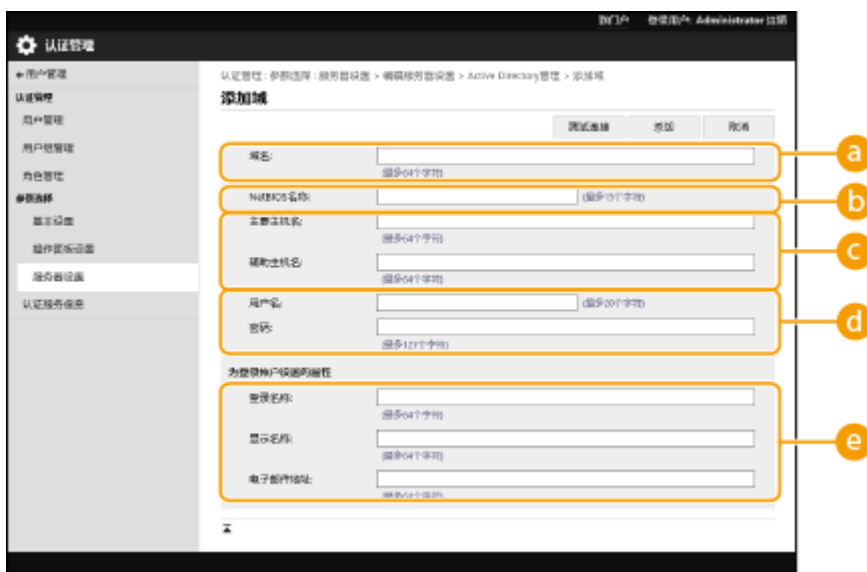 到门户 登录用户: Administrator 注销
认证管理
用户管理
认证管理: 参数选择: 服务器设置 > 编辑服务器设置 > Active Directory管理 > 添加域
认证管理
添加域
用户管理
测试连接 添加 取消
用户组管理
角色管理
域名:
(最多64个字符)
a
参数选择
NetBIOS名称: (最多15个字符)
b
基本设置
主要主机名:
(最多64个字符)
c
操作面板设置
辅助主机名:
(最多64个字符)
服务器设置
认证服务信息
用户名: (最多20个字符)
d
密码:
(最多127个字符)
为登录帐户设置的属性
登录名称:
(最多64个字符)
显示名称:
(最多64个字符)
e
电子邮件地址:
(最多64个字符)